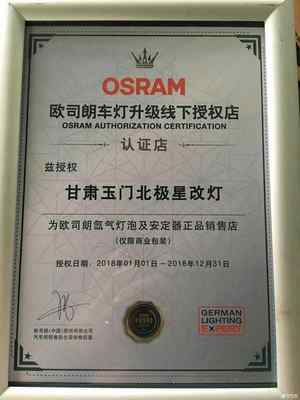 OSRAM
欧司朗车灯升级线下授权店
OSRAM AUTHORIZATION CERTIFICATION
认证店
兹授权
甘肃玉门北极星改灯
为欧司朗氙气灯泡及安定器正品销售店
(仅限商业包装)
授权日期:2016年01月01日—2016年12月31日
GERMAN
LIGHTING
EXPERT